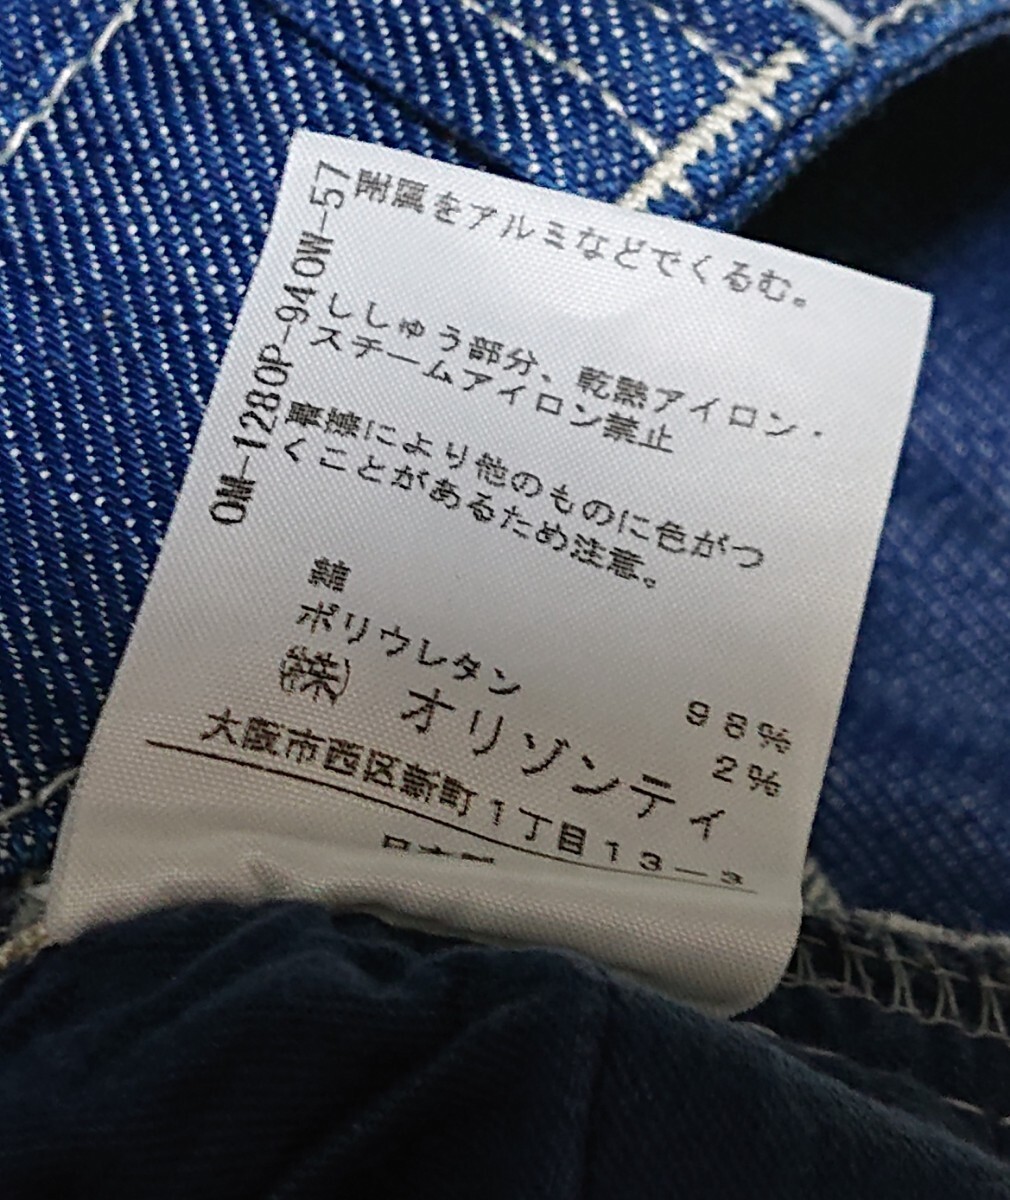 附属をアルミなどでくるむ。
ししゅう部分、乾熱アイロン・
スチームアイロン禁止
摩擦により他のものに色がつ
くことがあるため注意。
綿 98%
ポリウレタン 2%
㈱ オリゾンティ
大阪市西区新町1丁目13−3
日本製
OM-1280P-940W-57